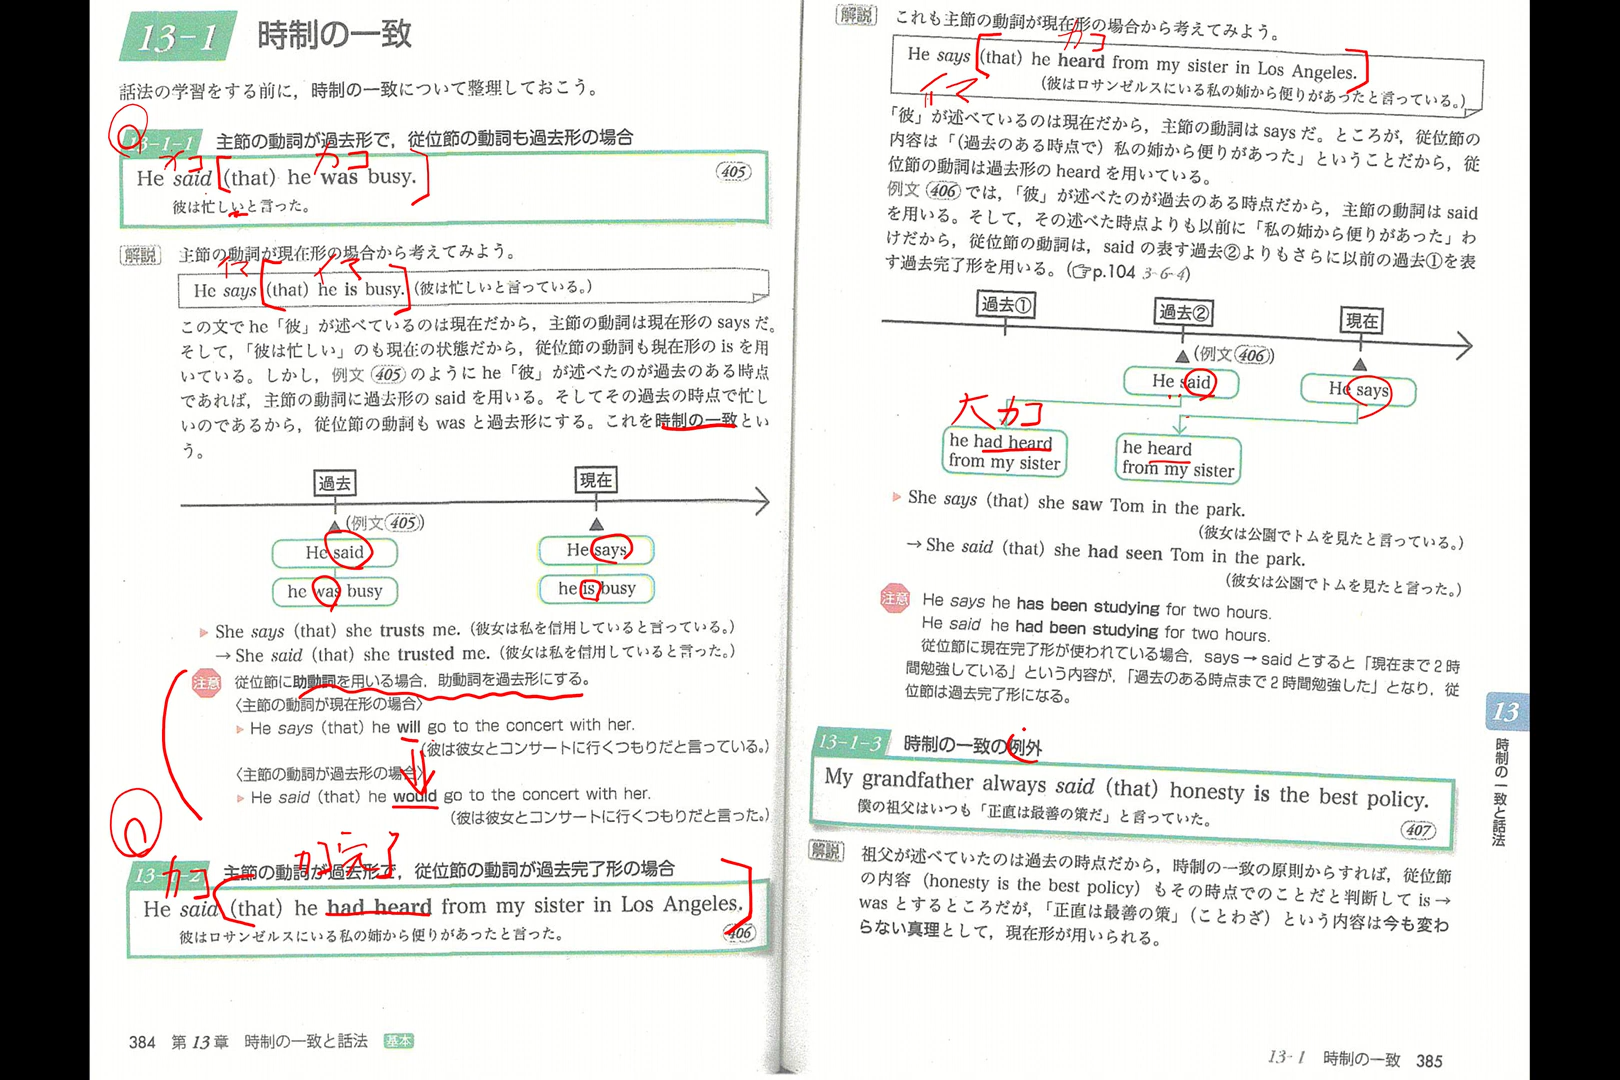 13-1 時制の一致
話法の学習をする前に，時制の一致について整理しておこう。
13-1-1 主節の動詞が過去形で，従位節の動詞も過去形の場合
カコ カコ
He said (that) he was busy. 405
彼は忙しいと言った。
解説 主節の動詞が現在形の場合から考えてみよう。
イマ イマ
He says (that) he is busy. (彼は忙しいと言っている。)
この文で he「彼」が述べているのは現在だから，主節の動詞は現在形の says だ。
そして，「彼は忙しい」のも現在の状態だから，従位節の動詞も現在形の is を用
いている。しかし，例文 405 のように he「彼」が述べたのが過去のある時点
であれば，主節の動詞に過去形の said を用いる。そしてその過去の時点で忙し
いのであるから，従位節の動詞も was と過去形にする。これを時制の一致とい
う。
過去 現在
(例文 405)
He said He says
he was busy he is busy
She says (that) she trusts me. (彼女は私を信用していると言っている。)
→ She said (that) she trusted me. (彼女は私を信用していると言った。)
注意 従位節に助動詞を用いる場合，助動詞を過去形にする。
〈主節の動詞が現在形の場合〉
He says (that) he will go to the concert with her.
(彼は彼女とコンサートに行くつもりだと言っている。)
〈主節の動詞が過去形の場合〉
He said (that) he would go to the concert with her.
(彼は彼女とコンサートに行くつもりだと言った。)
カコ完了
13-1-2 主節の動詞が過去形で，従位節の動詞が過去完了形の場合
カコ
He said (that) he had heard from my sister in Los Angeles.
彼はロサンゼルスにいる私の姉から便りがあったと言った。 406
384 第13章 時制の一致と話法 基本
解説 これも主節の動詞が現在形の場合から考えてみよう。
カコ
He says (that) he heard from my sister in Los Angeles.
イマ
(彼はロサンゼルスにいる私の姉から便りがあったと言っている。)
「彼」が述べているのは現在だから，主節の動詞は says だ。ところが，従位節の
内容は「(過去のある時点で) 私の姉から便りがあった」ということだから，従
位節の動詞は過去形の heard を用いている。
例文 406 では，「彼」が述べたのが過去のある時点だから，主節の動詞は said
を用いる。そして，その述べた時点よりも以前に「私の姉から便りがあった」わ
けだから，従位節の動詞は，said の表す過去②よりもさらに以前の過去①を表
す過去完了形を用いる。(☞p.104 3-6-4)
過去① 過去② 現在
(例文 406)
He said He says
大カコ
he had heard he heard
from my sister from my sister
She says (that) she saw Tom in the park.
(彼女は公園でトムを見たと言っている。)
→ She said (that) she had seen Tom in the park.
(彼女は公園でトムを見たと言った。)
注意 He says he has been studying for two hours.
He said he had been studying for two hours.
従位節に現在完了形が使われている場合，says→said とすると「現在まで2時
間勉強している」という内容が，「過去のある時点まで2時間勉強した」となり，従
位節は過去完了形になる。
13-1-3 時制の一致の例外
My grandfather always said (that) honesty is the best policy.
僕の祖父はいつも「正直は最善の策だ」と言っていた。 407
解説 祖父が述べていたのは過去の時点だから，時制の一致の原則からすれば，従位節
の内容 (honesty is the best policy) もその時点でのことだと判断して is→
was とするところだが，「正直は最善の策」(ことわざ) という内容は今も変わ
らない真理として，現在形が用いられる。
13
時制の一致と話法
13-1 時制の一致 385